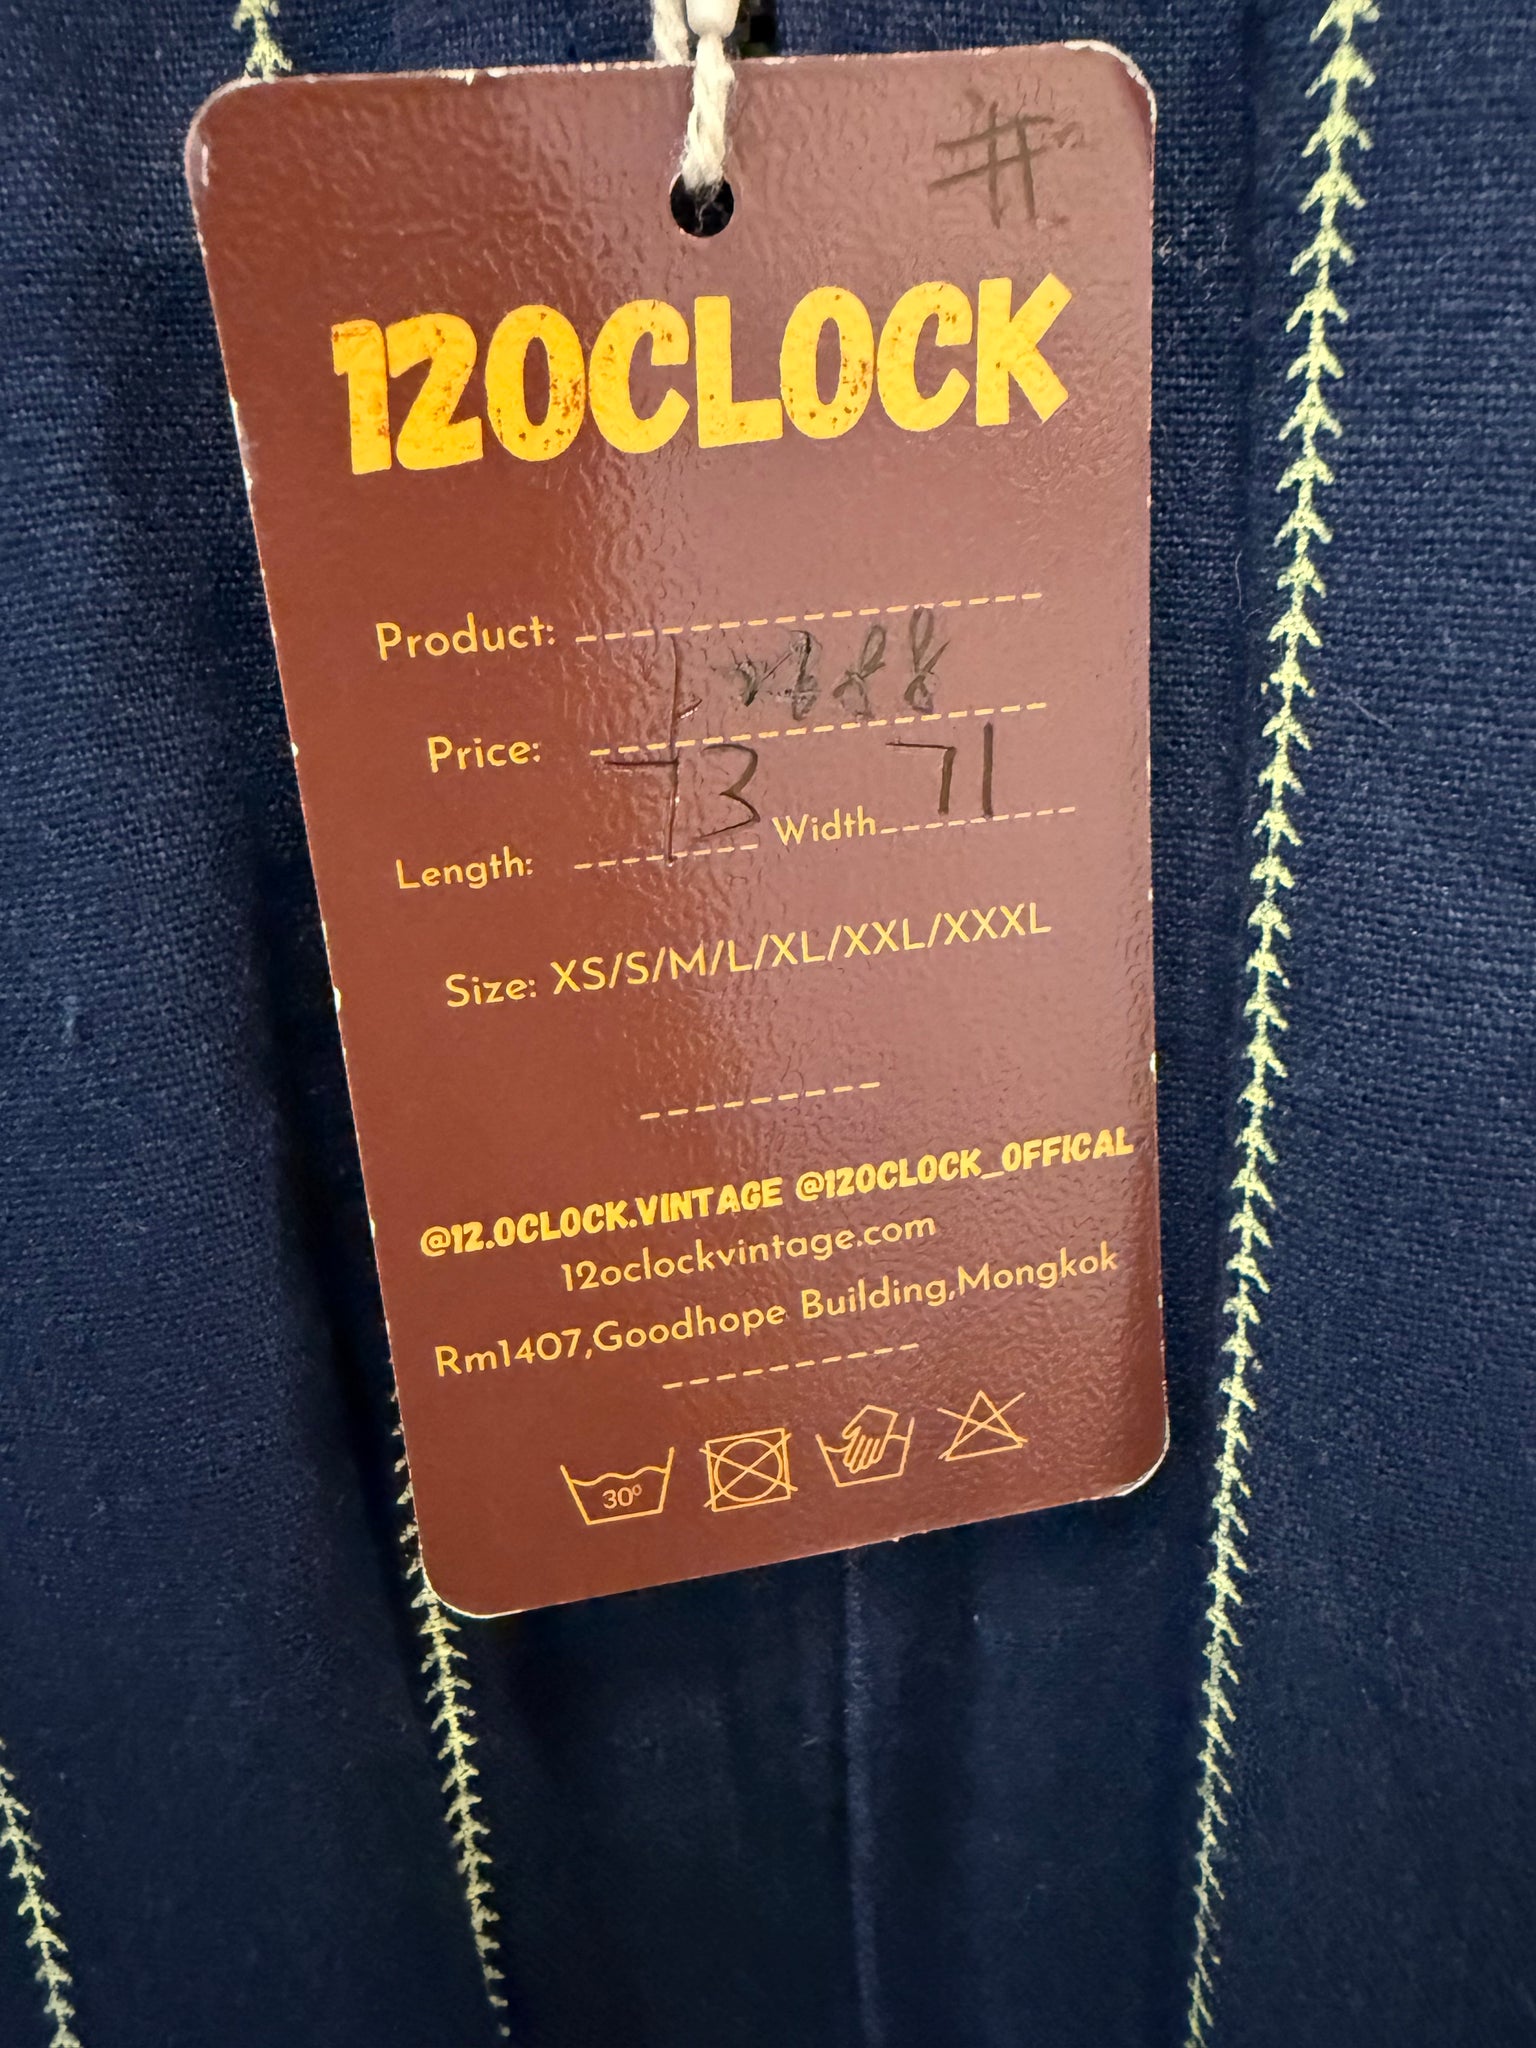 #
12OCLOCK
Product:
Price:
Length: 73 Width 71
Size: XS/S/M/L/XL/XXL/XXXL
@12.OCLOCK.VINTAGE @12OCLOCK_OFFICAL
12oclockvintage.com
Rm1407,Goodhope Building,Mongkok
30°